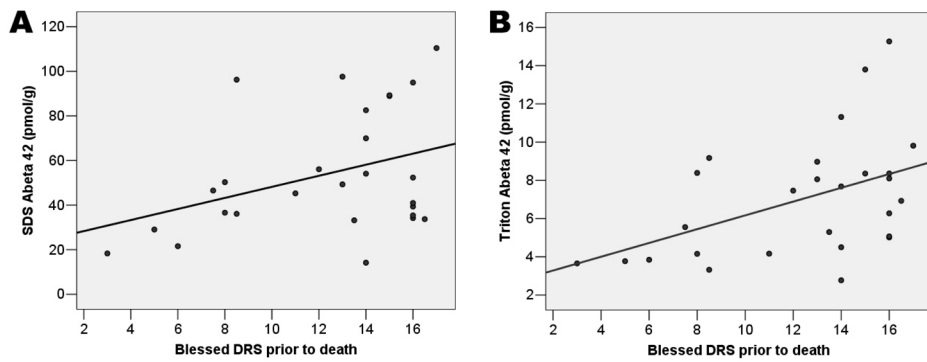 A
SDS Abeta 42 (pmol/g)
120
100
80
60
40
20
0
2 4 6 8 10 12 14 16
Blessed DRS prior to death
B
Triton Abeta 42 (pmol/g)
16
14
12
10
8
6
4
2
2 4 6 8 10 12 14 16
Blessed DRS prior to death